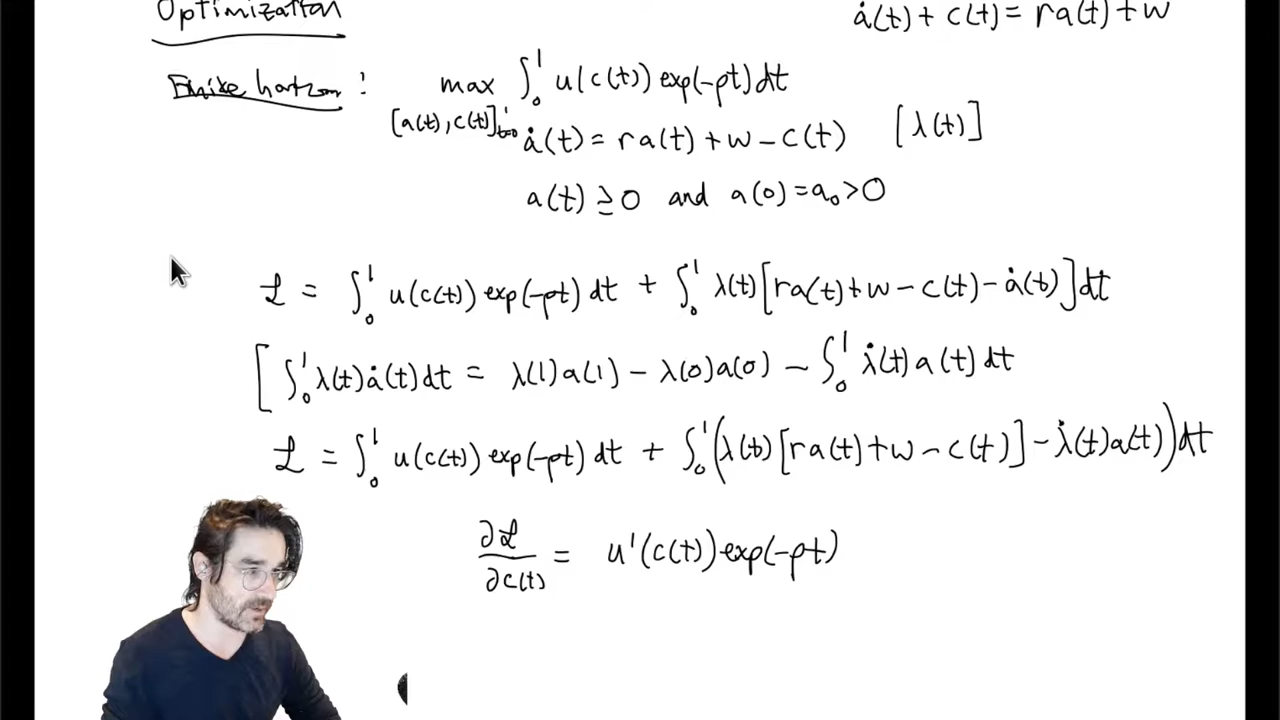 Optimization
ȧ(t) + c(t) = ra(t) + w
Finite horizon : max ∫₀¹ u(c(t)) exp(-ρt) dt
[a(t), c(t)]¹ₜ₌₀ ȧ(t) = ra(t) + w - c(t) [λ(t)]
a(t) ≥ 0 and a(0) = a₀ > 0
ℒ = ∫₀¹ u(c(t)) exp(-ρt) dt + ∫₀¹ λ(t)[ra(t) + w - c(t) - ȧ(t)] dt
[ ∫₀¹ λ(t)ȧ(t) dt = λ(1)a(1) - λ(0)a(0) - ∫₀¹ λ̇(t)a(t) dt
ℒ = ∫₀¹ u(c(t)) exp(-ρt) dt + ∫₀¹ (λ(t)[ra(t) + w - c(t)] - λ̇(t)a(t)) dt
∂ℒ/∂c(t) = u'(c(t)) exp(-ρt)